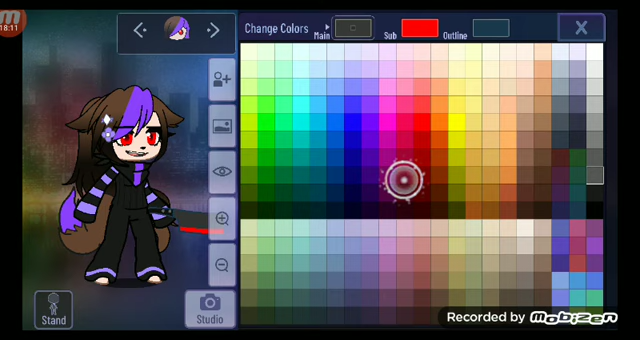 18:11
Change Colors
Main
Sub
Outline
X
Stand
Studio
Recorded by MOBIZEN